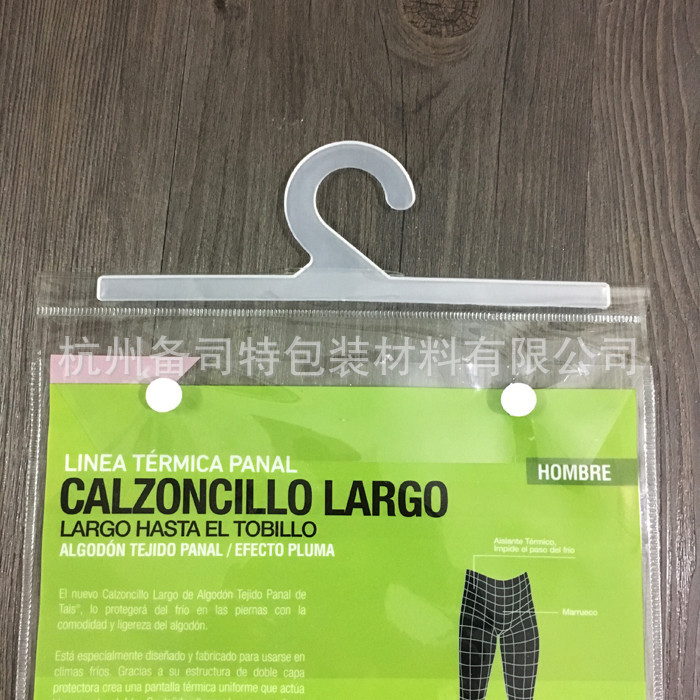 杭州备司特包装材料有限公司
LINEA TÉRMICA PANAL
HOMBRE
CALZONCILLO LARGO
LARGO HASTA EL TOBILLO
ALGODÓN TEJIDO PANAL / EFECTO PLUMA
Aislante Térmico,
Impide el paso del frío
Marrueco
El nuevo Calzoncillo Largo de Algodón Tejido Panal de
Tais®, lo protegerá del frío en las piernas con la
comodidad y ligereza del algodón.
Está especialmente diseñado y fabricado para usarse en
climas fríos. Gracias a su estructura de doble capa
protectora crea una pantalla térmica uniforme que actúa